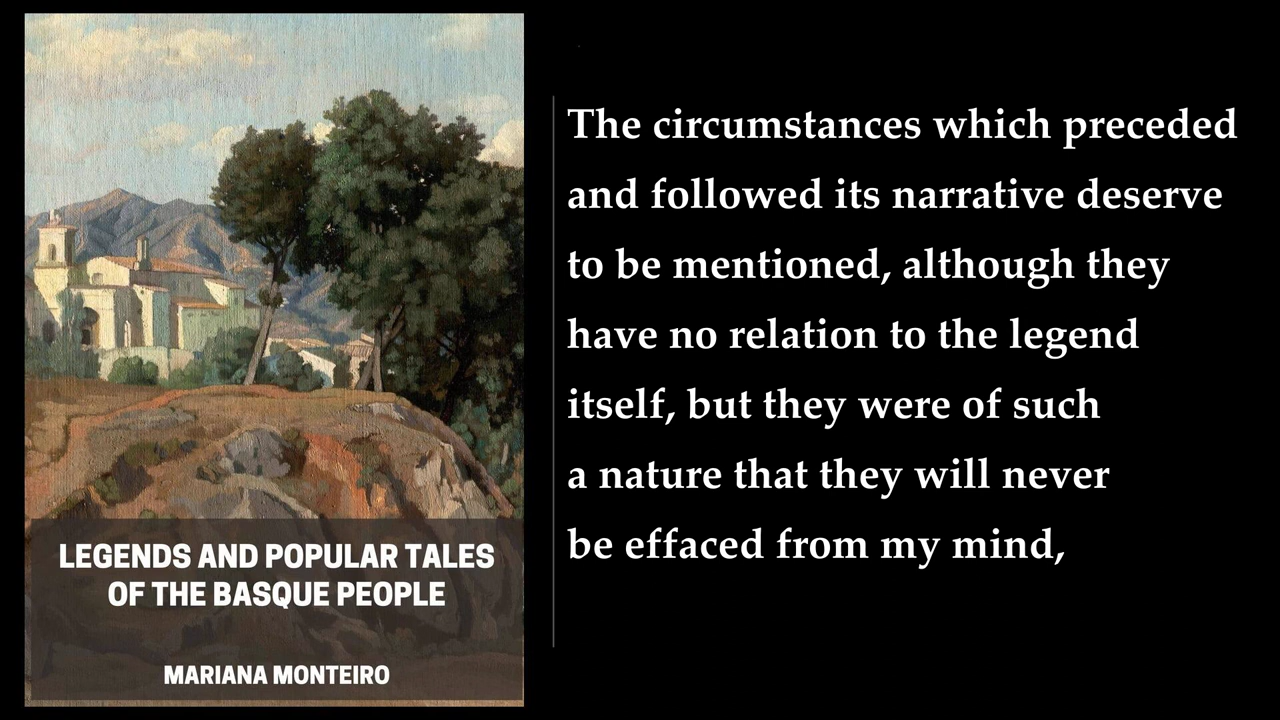 LEGENDS AND POPULAR TALES
OF THE BASQUE PEOPLE
MARIANA MONTEIRO
The circumstances which preceded
and followed its narrative deserve
to be mentioned, although they
have no relation to the legend
itself, but they were of such
a nature that they will never
be effaced from my mind,